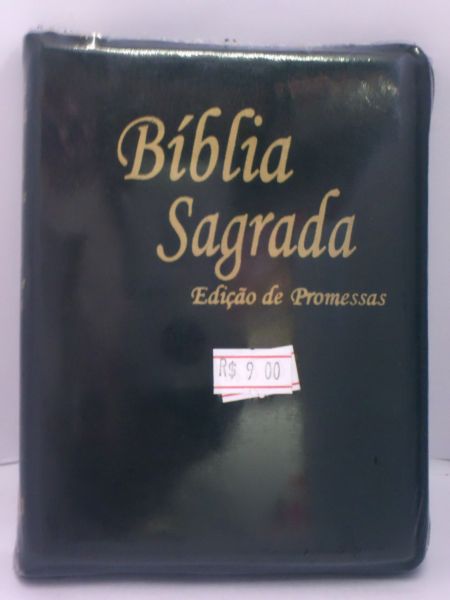 Bíblia
Sagrada
Edição de Promessas
R$ 9 00